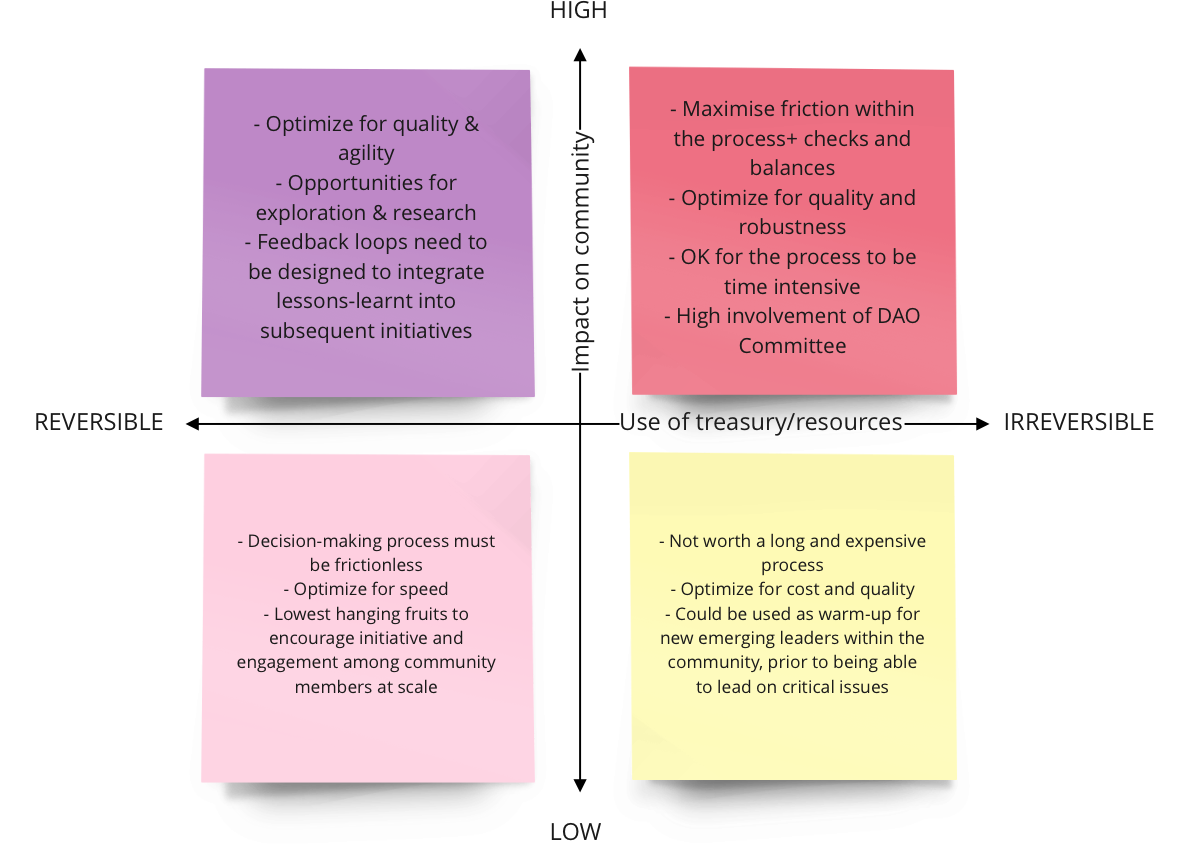 HIGH
- Optimize for quality &
agility
- Opportunities for
exploration & research
- Feedback loops need to
be designed to integrate
lessons-learnt into
subsequent initiatives
Impact on community
- Maximise friction within
the process+ checks and
balances
- Optimize for quality and
robustness
- OK for the process to be
time intensive
- High involvement of DAO
Committee
REVERSIBLE
Use of treasury/resources
IRREVERSIBLE
- Decision-making process must
be frictionless
- Optimize for speed
- Lowest hanging fruits to
encourage initiative and
engagement among community
members at scale
- Not worth a long and expensive
process
- Optimize for cost and quality
- Could be used as warm-up for
new emerging leaders within the
community, prior to being able
to lead on critical issues
LOW